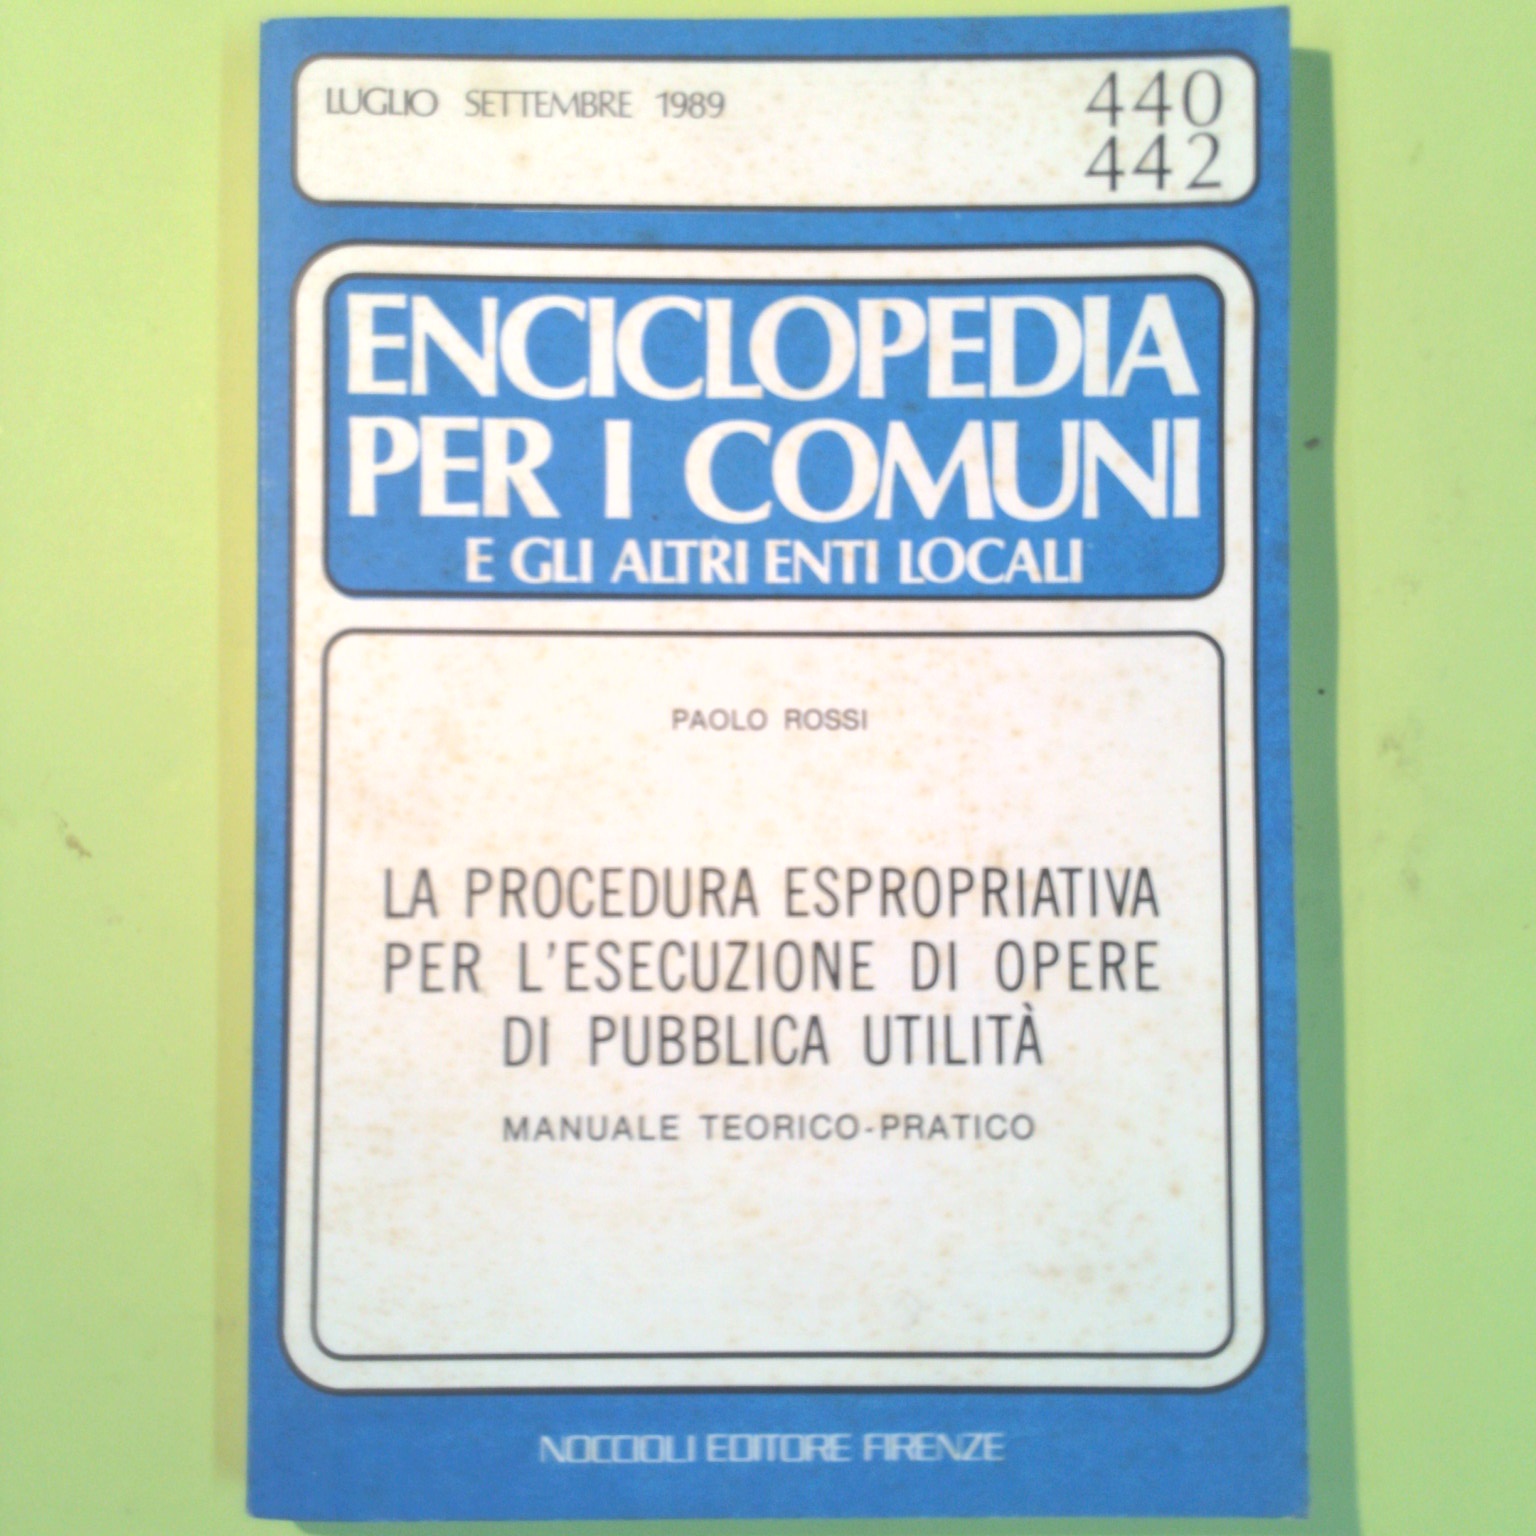 LUGLIO SETTEMBRE 1989
440
442
ENCICLOPEDIA
PER I COMUNI
E GLI ALTRI ENTI LOCALI
PAOLO ROSSI
LA PROCEDURA ESPROPRIATIVA
PER L'ESECUZIONE DI OPERE
DI PUBBLICA UTILITÀ
MANUALE TEORICO-PRATICO
NOCCIOLI EDITORE FIRENZE